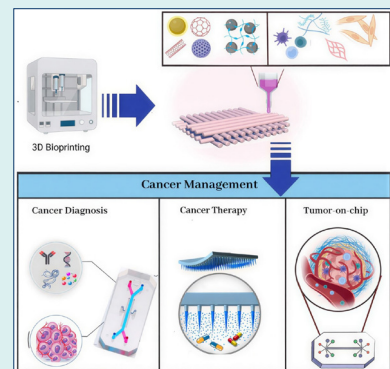 3D Bioprinting
Cancer Management
Cancer Diagnosis
Cancer Therapy
Tumor-on-chip